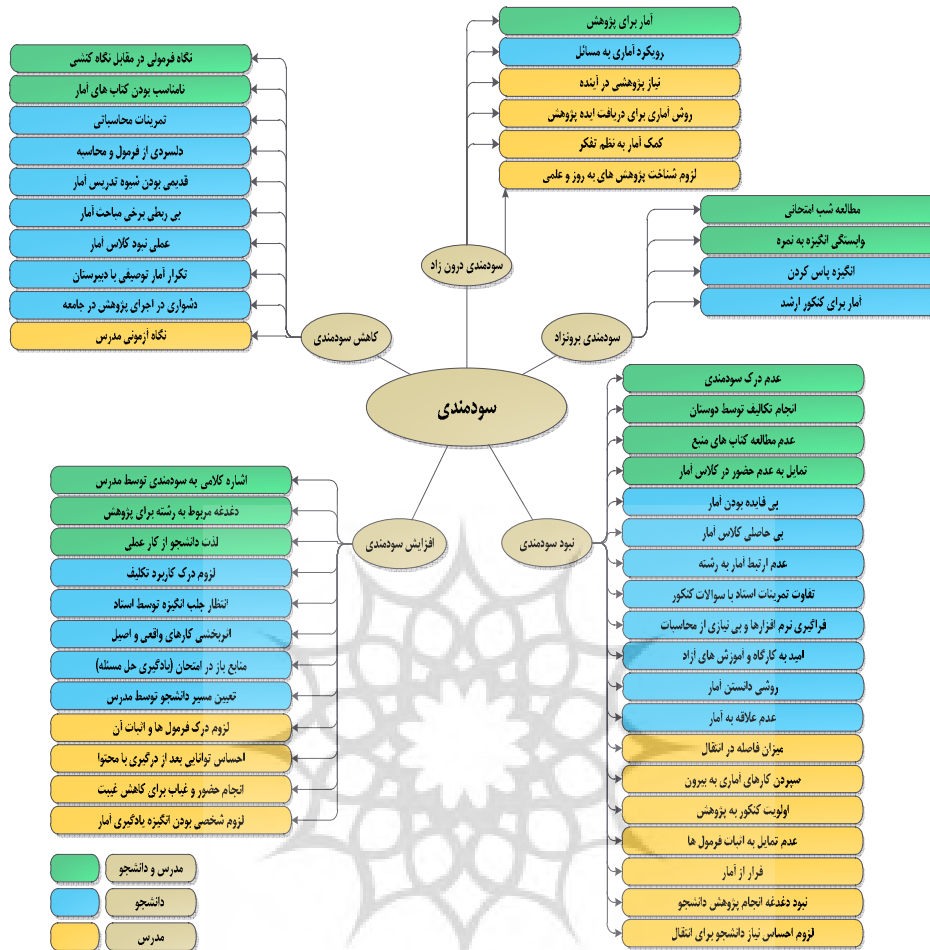 آمار برای پژوهش
رویکرد آماری به مسائل
نیاز پژوهشی در آینده
روش آماری برای دریافت ایده پژوهش
کمک آمار به نظم تفکر
لزوم شناخت پژوهش های به روز و علمی
سودمندی درون زاد
مطالعه شب امتحانی
وابستگی انگیزه به نمره
انگیزه پاس کردن
آمار برای کنکور ارشد
سودمندی برونزاد
نگاه فرمولی در مقابل نگاه کنشی
نامناسب بودن کتاب های آمار
تمرینات محاسباتی
دلسردی از فرمول و محاسبه
قدیمی بودن شیوه تدریس آمار
بی ربطی برخی مباحث آمار
عملی نبود کلاس آمار
تکرار آمار توصیفی با دبیرستان
دشواری در اجرای پژوهش در جامعه
نگاه آزمونی مدرس
کاهش سودمندی
سودمندی
عدم درک سودمندی
انجام تکالیف توسط دوستان
عدم مطالعه کتاب های منبع
تمایل به عدم حضور در کلاس آمار
بی فایده بودن آمار
بی حاصلی کلاس آمار
عدم ارتبط آمار به رشته
تفاوت تمرینات استاد با سوالات کنکور
فراگیری نرم افزارها و بی نیازی از محاسبات
امید به کارگاه و آموزش های آزاد
روشی دانستن آمار
عدم علاقه به آمار
میزان فاصله در انتقال
سپردن کارهای آماری به بیرون
اولویت کنکور به پژوهش
عدم تمایل به اثبات فرمول ها
فرار از آمار
نبود دغدغه انجام پژوهش دانشجو
لزوم احساس نیاز دانشجو برای انتقال
نبود سودمندی
افزایش سودمندی
اشاره کلامی به سودمندی توسط مدرس
دغدغه مربوط به رشته برای پژوهش
لذت دانشجو از کار عملی
لزوم درک کاربرد تکلیف
انتظار جلب انگیزه توسط استاد
اثربخشی کارهای واقعی و اصیل
منابع باز در امتحان (یادگیری حل مسئله)
تعیین مسیر دانشجو توسط مدرس
لزوم درک فرمول ها و اثبات آن
احساس توانایی بعد از درگیری با محتوا
انجام حضور و غیاب برای کاهش غیبت
لزوم شخصی بودن انگیزه یادگیری آمار
مدرس و دانشجو
دانشجو
مدرس